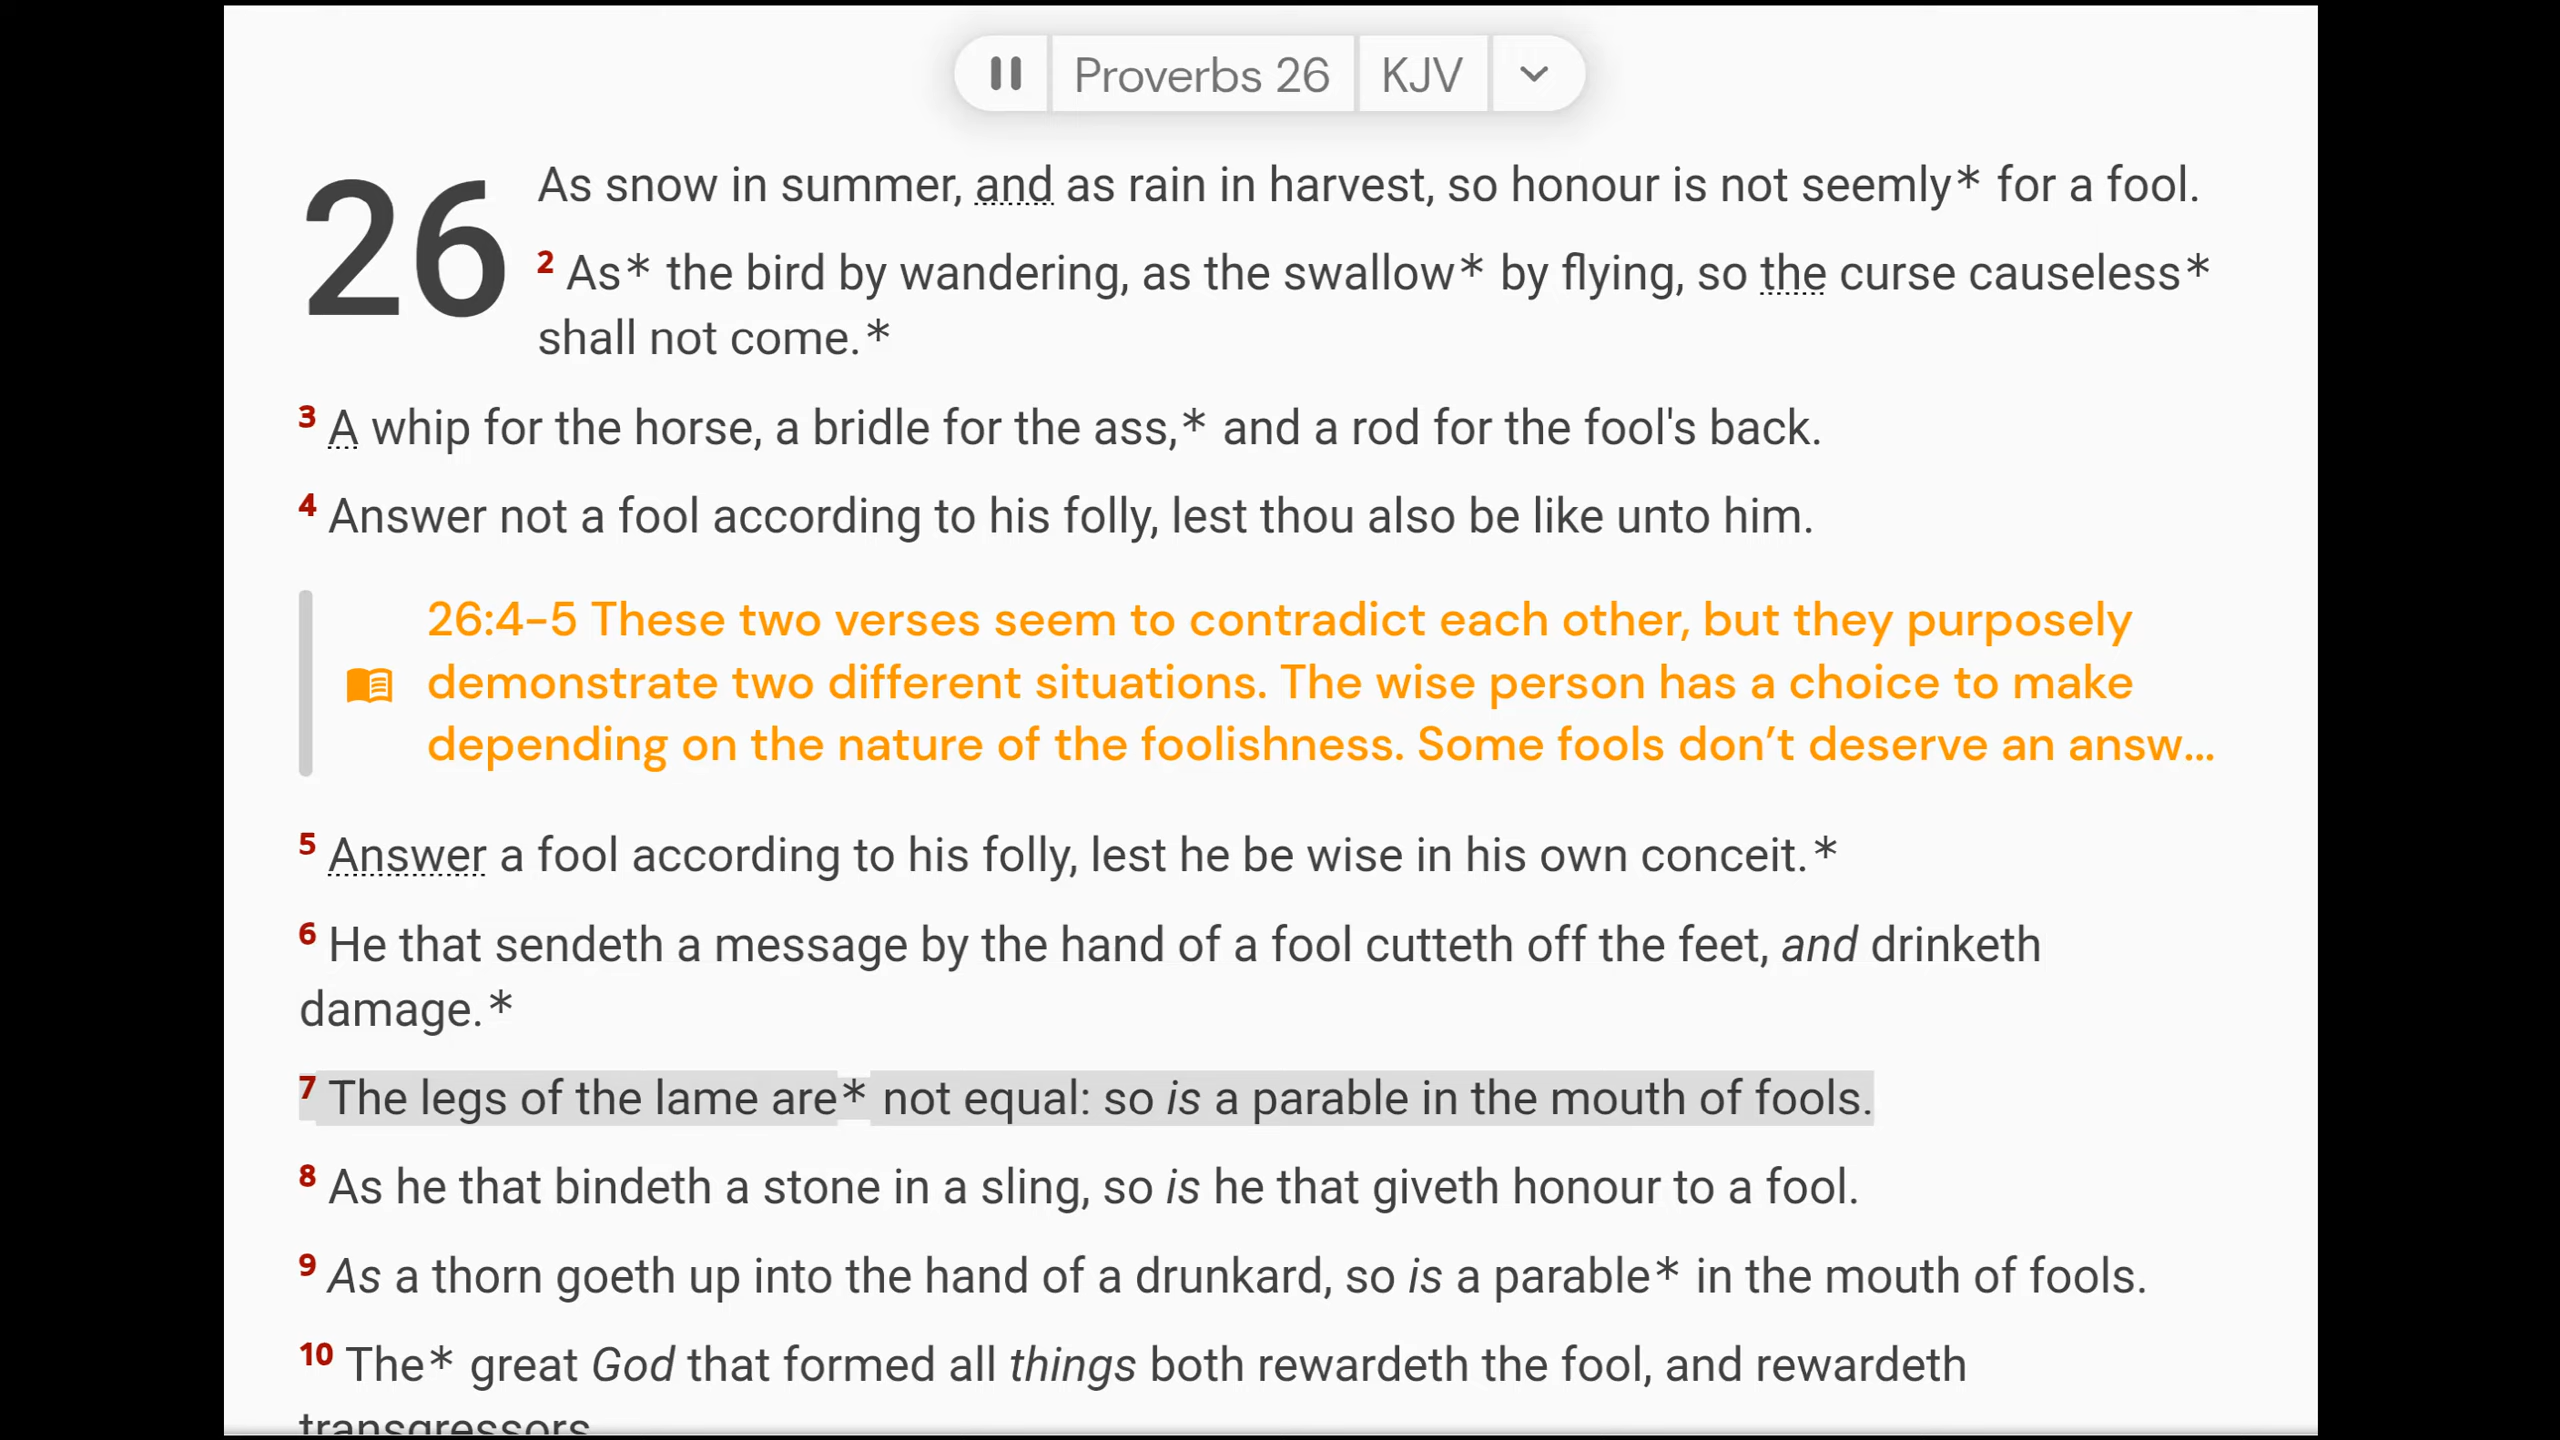 Proverbs 26 KJV
26 As snow in summer, and as rain in harvest, so honour is not seemly* for a fool.
2 As* the bird by wandering, as the swallow* by flying, so the curse causeless*
shall not come.*
3 A whip for the horse, a bridle for the ass,* and a rod for the fool's back.
4 Answer not a fool according to his folly, lest thou also be like unto him.
26:4–5 These two verses seem to contradict each other, but they purposely
demonstrate two different situations. The wise person has a choice to make
depending on the nature of the foolishness. Some fools don’t deserve an answ...
5 Answer a fool according to his folly, lest he be wise in his own conceit.*
6 He that sendeth a message by the hand of a fool cutteth off the feet, and drinketh
damage.*
7 The legs of the lame are* not equal: so is a parable in the mouth of fools.
8 As he that bindeth a stone in a sling, so is he that giveth honour to a fool.
9 As a thorn goeth up into the hand of a drunkard, so is a parable* in the mouth of fools.
10 The* great God that formed all things both rewardeth the fool, and rewardeth
transgressors.